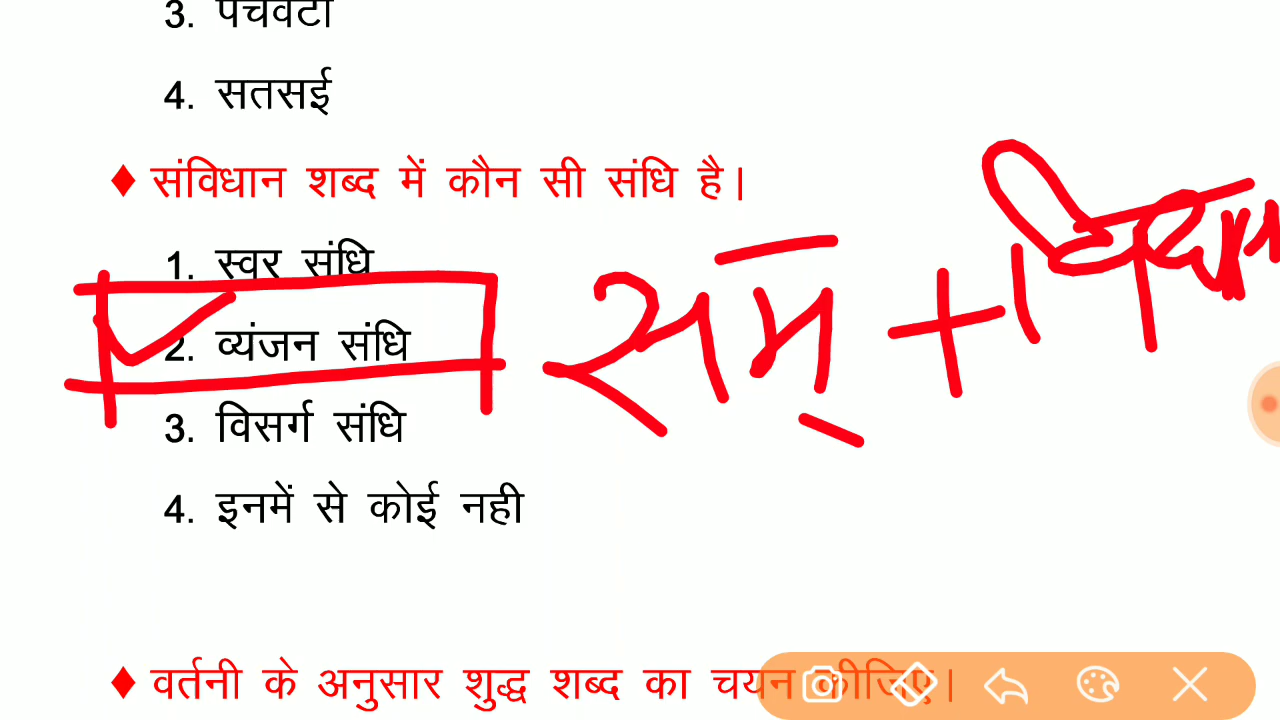 3. पंचवटी
4. सतसई
♦ संविधान शब्द में कौन सी संधि है।
1. स्वर संधि
2. व्यंजन संधि
सम् + विधान
3. विसर्ग संधि
4. इनमें से कोई नही
♦ वर्तनी के अनुसार शुद्ध शब्द का चयन कीजिए।